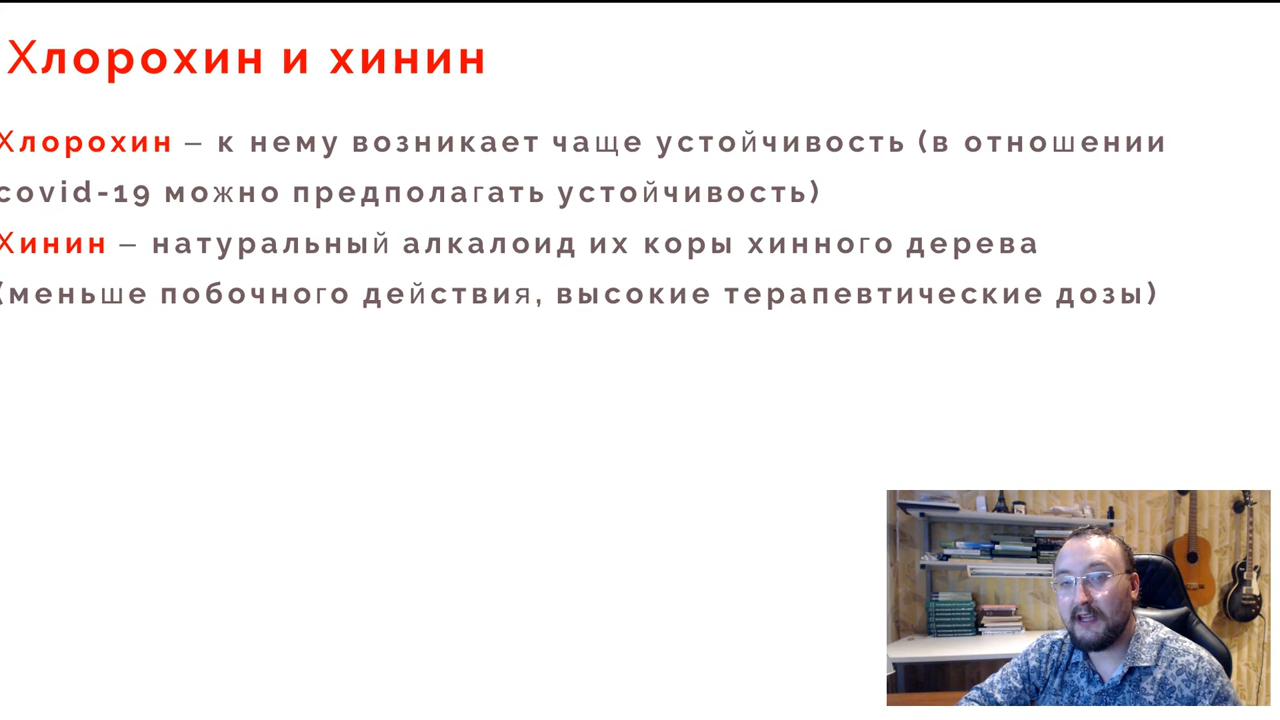 Хлорохин и хинин
Хлорохин – к нему возникает чаще устойчивость (в отношении
covid-19 можно предполагать устойчивость)
Хинин – натуральный алкалоид их коры хинного дерева
(меньше побочного действия, высокие терапевтические дозы)